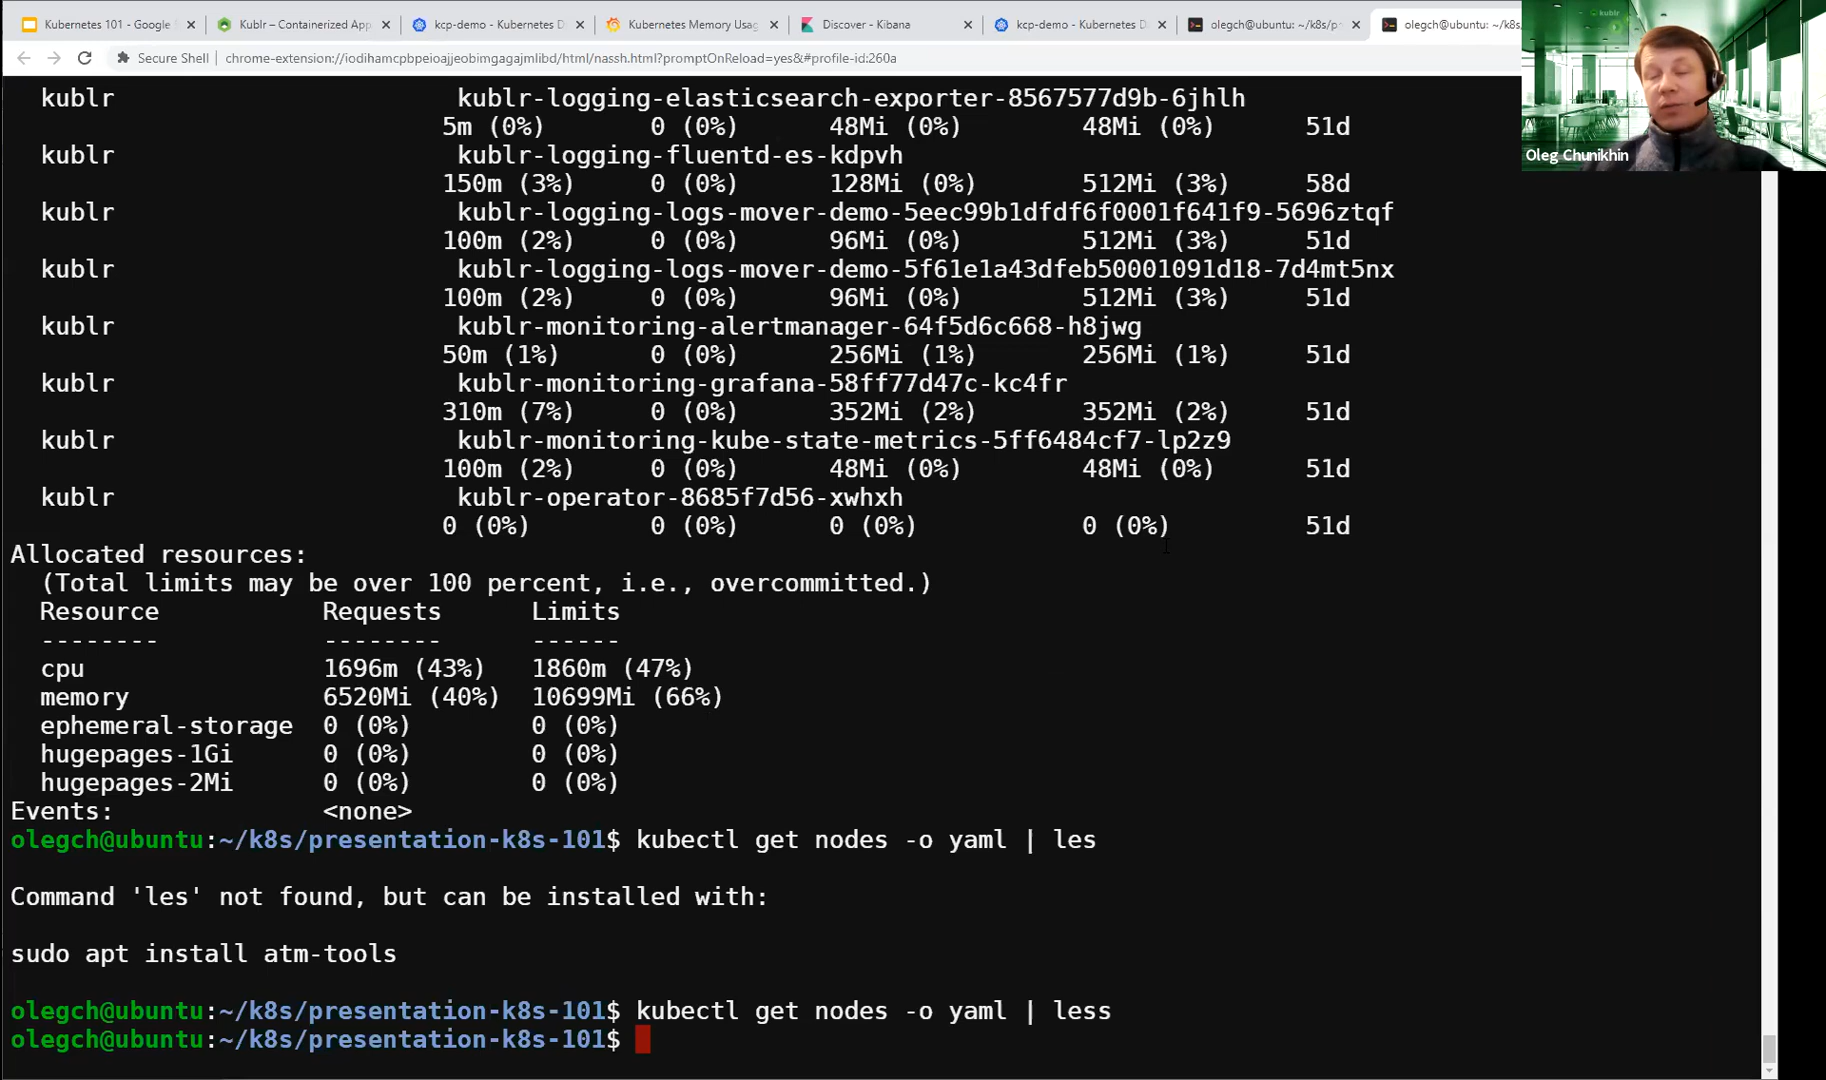 Kubernetes 101 - Google
Kublr – Containerized App
kcp-demo - Kubernetes D
Kubernetes Memory Usag
Discover - Kibana
kcp-demo - Kubernetes D
olegch@ubuntu: ~/k8s/p
olegch@ubuntu: ~/k8s/
Secure Shell chrome-extension://iodihamcpbpeioajjeobimgagajmlibd/html/nassh.html?promptOnReload=yes&#profile-id:260a
kublr
Oleg Chunikhin
kublr kublr-logging-elasticsearch-exporter-8567577d9b-6jhlh
5m (0%) 0 (0%) 48Mi (0%) 48Mi (0%) 51d
kublr kublr-logging-fluentd-es-kdpvh
150m (3%) 0 (0%) 128Mi (0%) 512Mi (3%) 58d
kublr kublr-logging-logs-mover-demo-5eec99b1dfdf6f0001f641f9-5696ztqf
100m (2%) 0 (0%) 96Mi (0%) 512Mi (3%) 51d
kublr kublr-logging-logs-mover-demo-5f61e1a43dfeb50001091d18-7d4mt5nx
100m (2%) 0 (0%) 96Mi (0%) 512Mi (3%) 51d
kublr kublr-monitoring-alertmanager-64f5d6c668-h8jwg
50m (1%) 0 (0%) 256Mi (1%) 256Mi (1%) 51d
kublr kublr-monitoring-grafana-58ff77d47c-kc4fr
310m (7%) 0 (0%) 352Mi (2%) 352Mi (2%) 51d
kublr kublr-monitoring-kube-state-metrics-5ff6484cf7-lp2z9
100m (2%) 0 (0%) 48Mi (0%) 48Mi (0%) 51d
kublr kublr-operator-8685f7d56-xwhxh
0 (0%) 0 (0%) 0 (0%) 0 (0%) 51d
Allocated resources:
(Total limits may be over 100 percent, i.e., overcommitted.)
Resource Requests Limits
-------- -------- ------
cpu 1696m (43%) 1860m (47%)
memory 6520Mi (40%) 10699Mi (66%)
ephemeral-storage 0 (0%) 0 (0%)
hugepages-1Gi 0 (0%) 0 (0%)
hugepages-2Mi 0 (0%) 0 (0%)
Events: <none>
olegch@ubuntu:~/k8s/presentation-k8s-101$ kubectl get nodes -o yaml | les
Command 'les' not found, but can be installed with:
sudo apt install atm-tools
olegch@ubuntu:~/k8s/presentation-k8s-101$ kubectl get nodes -o yaml | less
olegch@ubuntu:~/k8s/presentation-k8s-101$